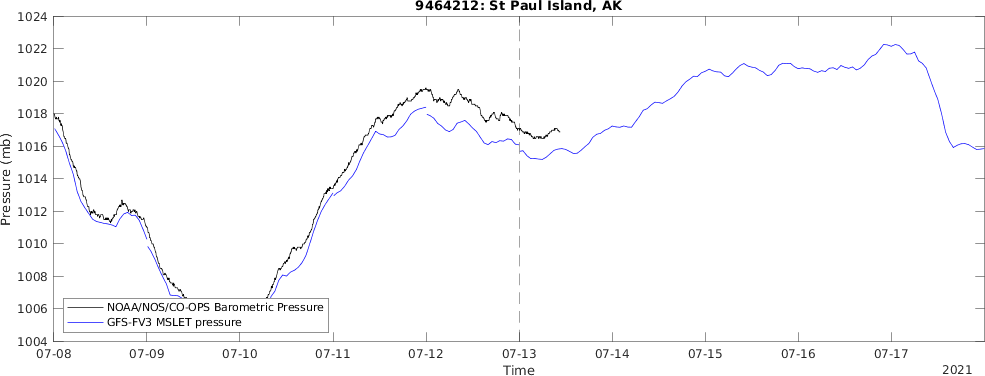 9464212: St Paul Island, AK
1024
1022
1020
1018
1016
1014
1012
1010
1008
1006
1004
Pressure (mb)
NOAA/NOS/CO-OPS Barometric Pressure
GFS-FV3 MSLET pressure
07-08 07-09 07-10 07-11 07-12 07-13 07-14 07-15 07-16 07-17
Time
2021